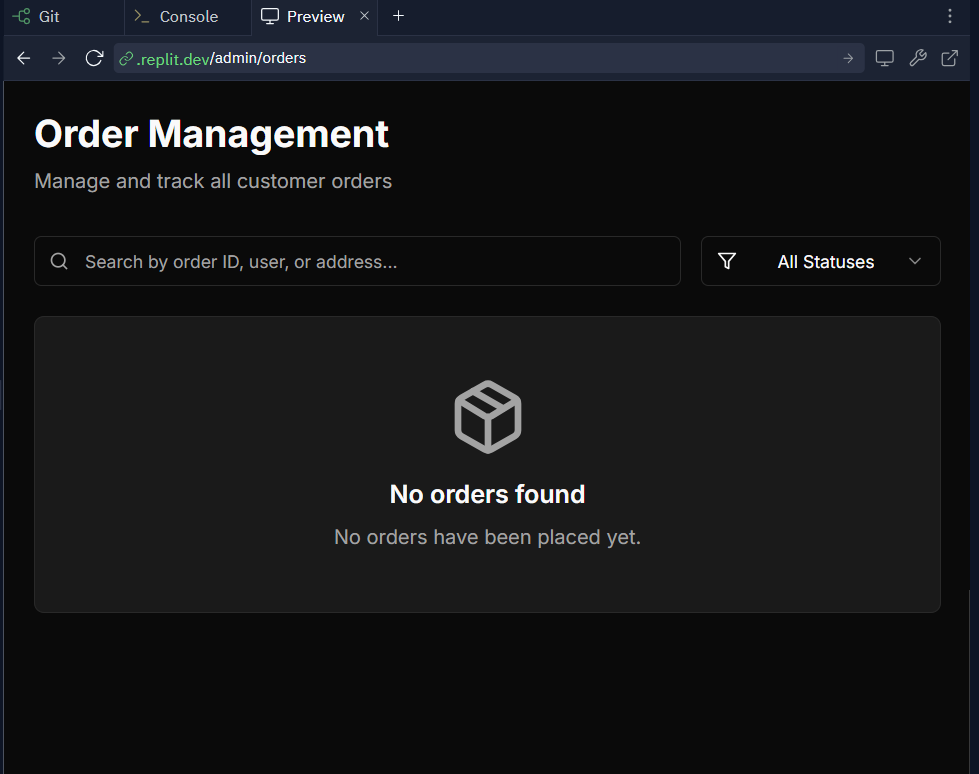 Git
Console
Preview
.replit.dev/admin/orders
Order Management
Manage and track all customer orders
Search by order ID, user, or address...
All Statuses
No orders found
No orders have been placed yet.